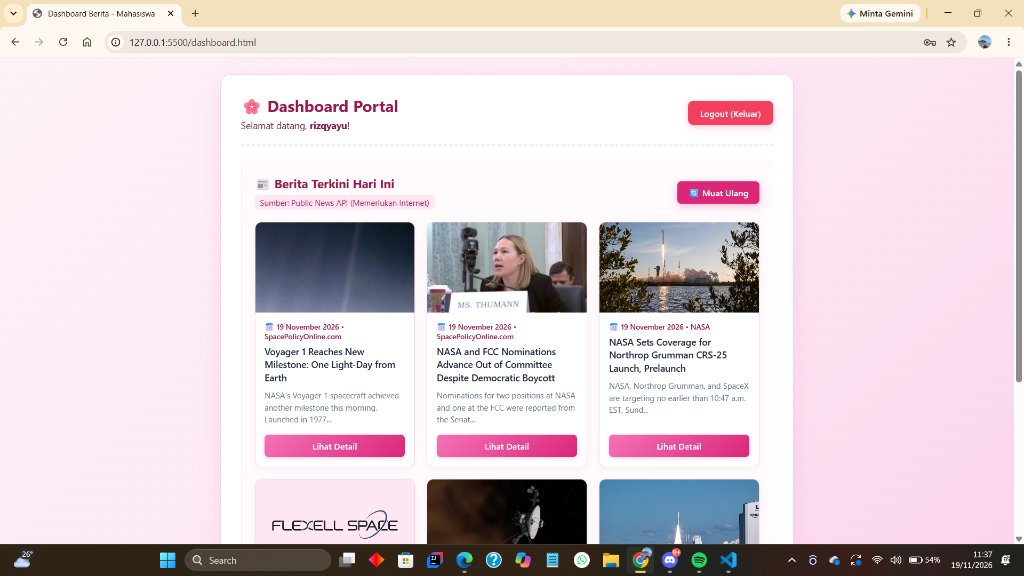 Dashboard Berita - Mahasiswa
Minta Gemini
127.0.0.1:5500/dashboard.html
Dashboard Portal
Selamat datang, rizqyayu!
Logout (Keluar)
Berita Terkini Hari Ini
Sumber: Public News API (Memerlukan Internet)
Muat Ulang
MS. THUMANN
19 November 2026 •
SpacePolicyOnline.com
Voyager 1 Reaches New
Milestone: One Light-Day from
Earth
NASA's Voyager 1 spacecraft achieved
another milestone this morning.
Launched in 1977...
Lihat Detail
19 November 2026 •
SpacePolicyOnline.com
NASA and FCC Nominations
Advance Out of Committee
Despite Democratic Boycott
Nominations for two positions at NASA
and one at the FCC were reported from
the Senat...
Lihat Detail
19 November 2026 • NASA
NASA Sets Coverage for
Northrop Grumman CRS-25
Launch, Prelaunch
NASA, Northrop Grumman, and SpaceX
are targeting no earlier than 10:47 a.m.
EST, Sund...
Lihat Detail
FLEXELL SPACE
26°
Search
54%
11:37
19/11/2026